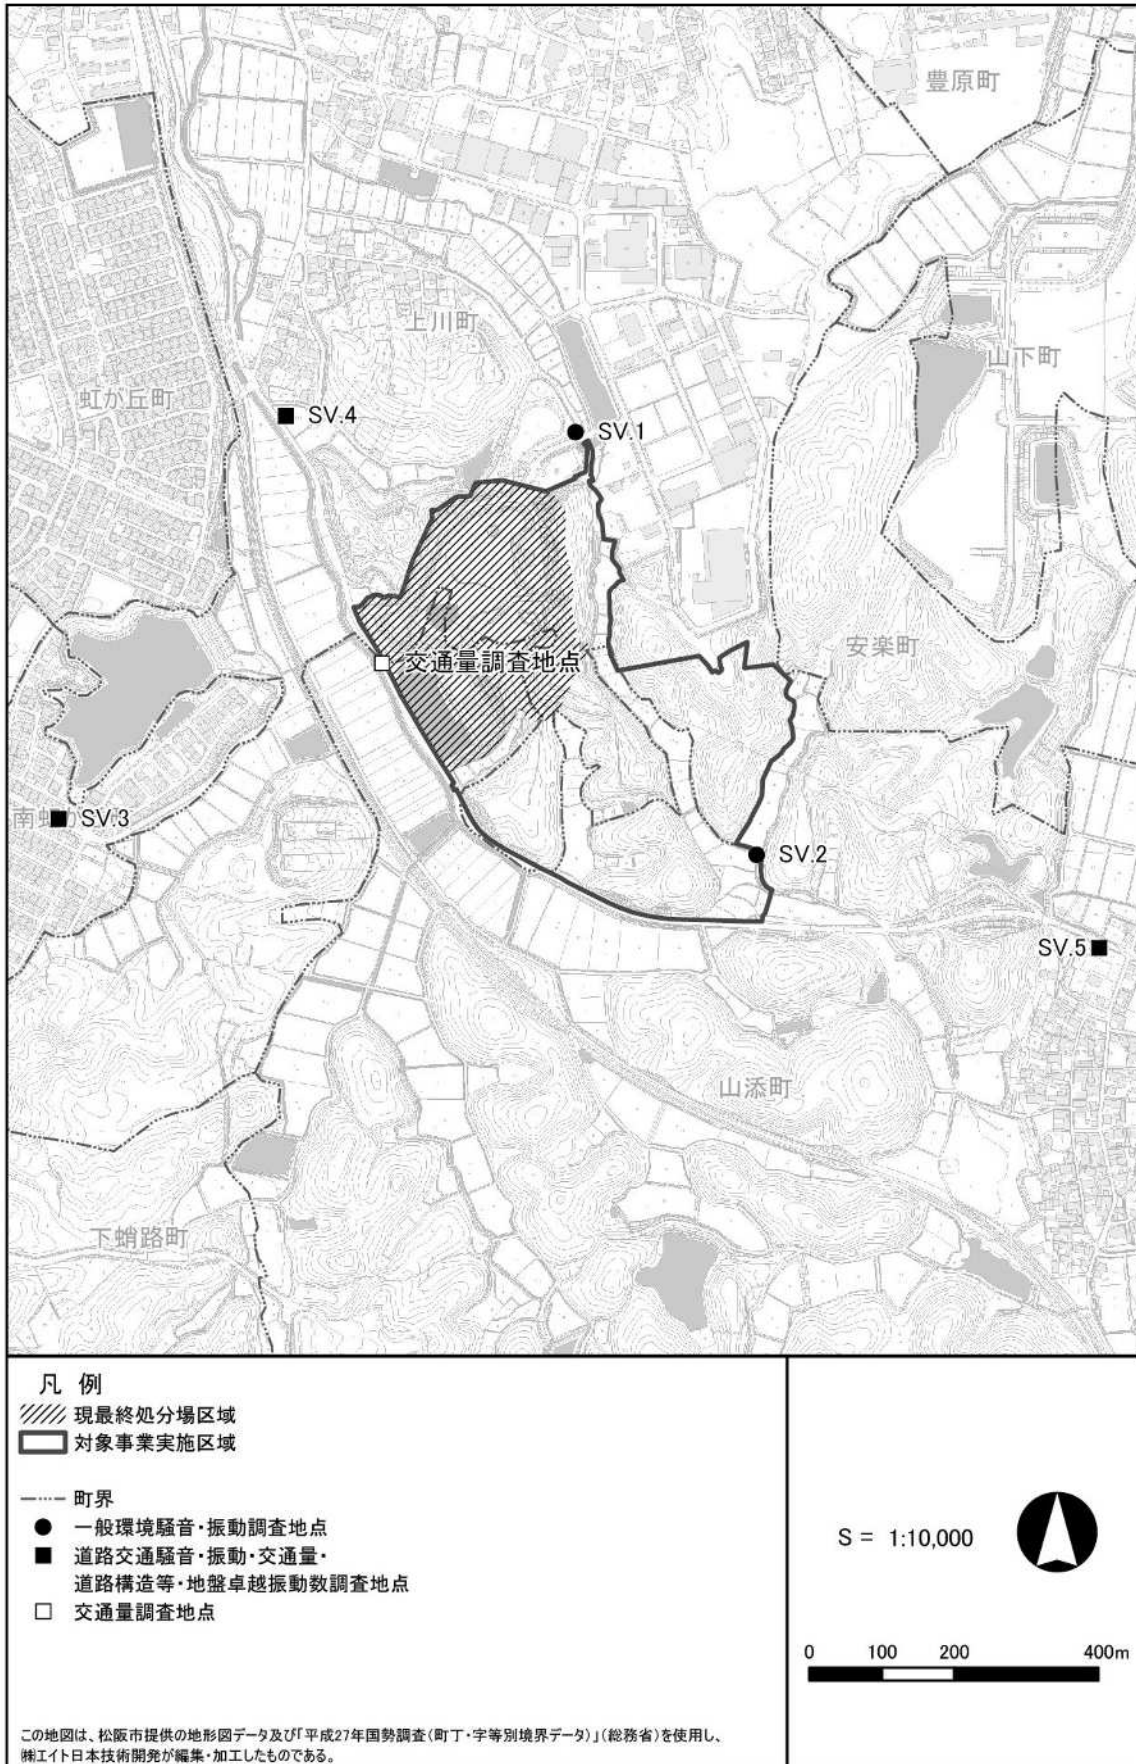 豊原町
上川町
山下町
虹が丘町
SV.4
SV.1
安楽町
交通量調査地点
SV.3
SV.2
SV.5
山添町
下蛸路町
凡 例
現最終処分場区域
対象事業実施区域
町界
一般環境騒音・振動調査地点
道路交通騒音・振動・交通量・
道路構造等・地盤卓越振動数調査地点
交通量調査地点
S = 1:10,000
0 100 200 400m
この地図は、松阪市提供の地形図データ及び「平成27年国勢調査(町丁・字等別境界データ)」(総務省)を使用し、
㈱エイト日本技術開発が編集・加工したものである。